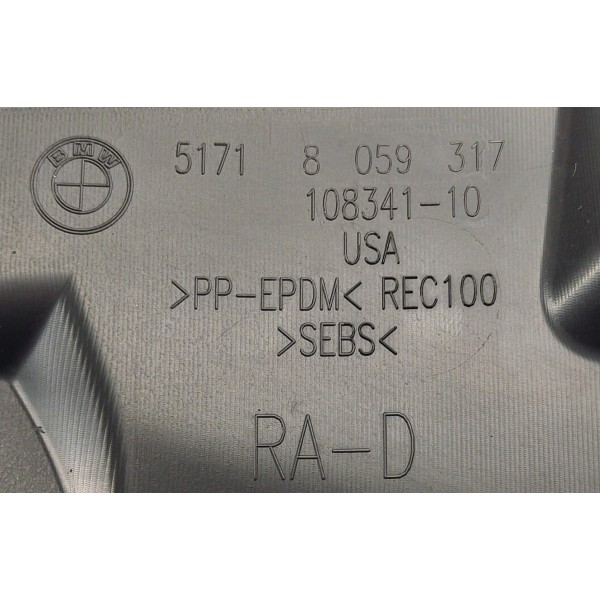 BMW
5171 8 059 317
108341-10
USA
>PP-EPDM< REC100
>SEBS<
RA-D